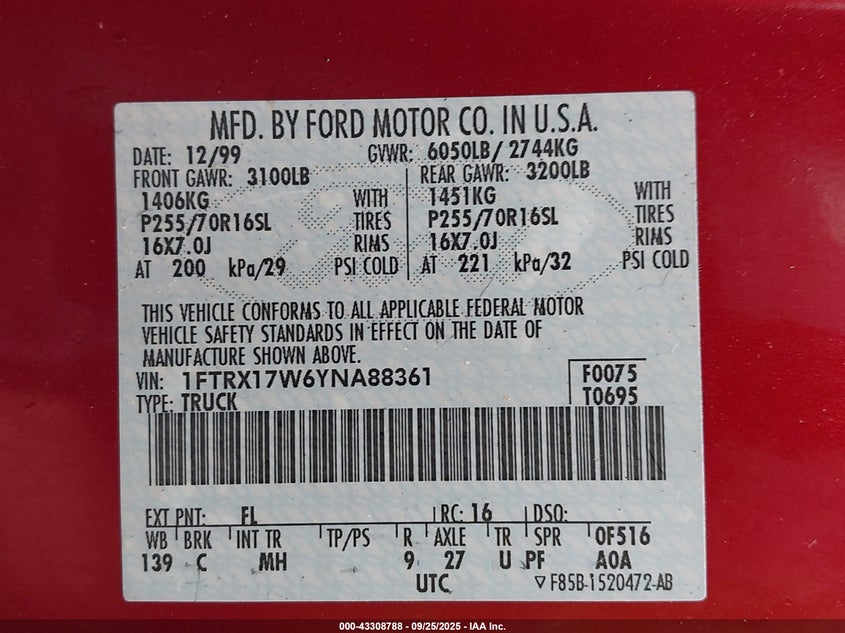 MFD. BY FORD MOTOR CO. IN U.S.A.
DATE: 12/99 GVWR: 6050LB/ 2744KG
FRONT GAWR: 3100LB REAR GAWR: 3200LB
1406KG WITH 1451KG WITH
P255/70R16SL TIRES P255/70R16SL TIRES
16X7.0J RIMS 16X7.0J RIMS
AT 200 kPa/29 PSI COLD AT 221 kPa/32 PSI COLD
THIS VEHICLE CONFORMS TO ALL APPLICABLE FEDERAL MOTOR
VEHICLE SAFETY STANDARDS IN EFFECT ON THE DATE OF
MANUFACTURE SHOWN ABOVE.
VIN: 1FTRX17W6YNA88361 F0075
TYPE: TRUCK T0695
EXT PNT: FL RC: 16 DSO:
WB BRK INT TR TP/PS R AXLE TR SPR 0F516
139 C MH 9 27 U PF A0A
UTC F85B-1520472-AB
000-43308788 - 09/25/2025 - IAA Inc.